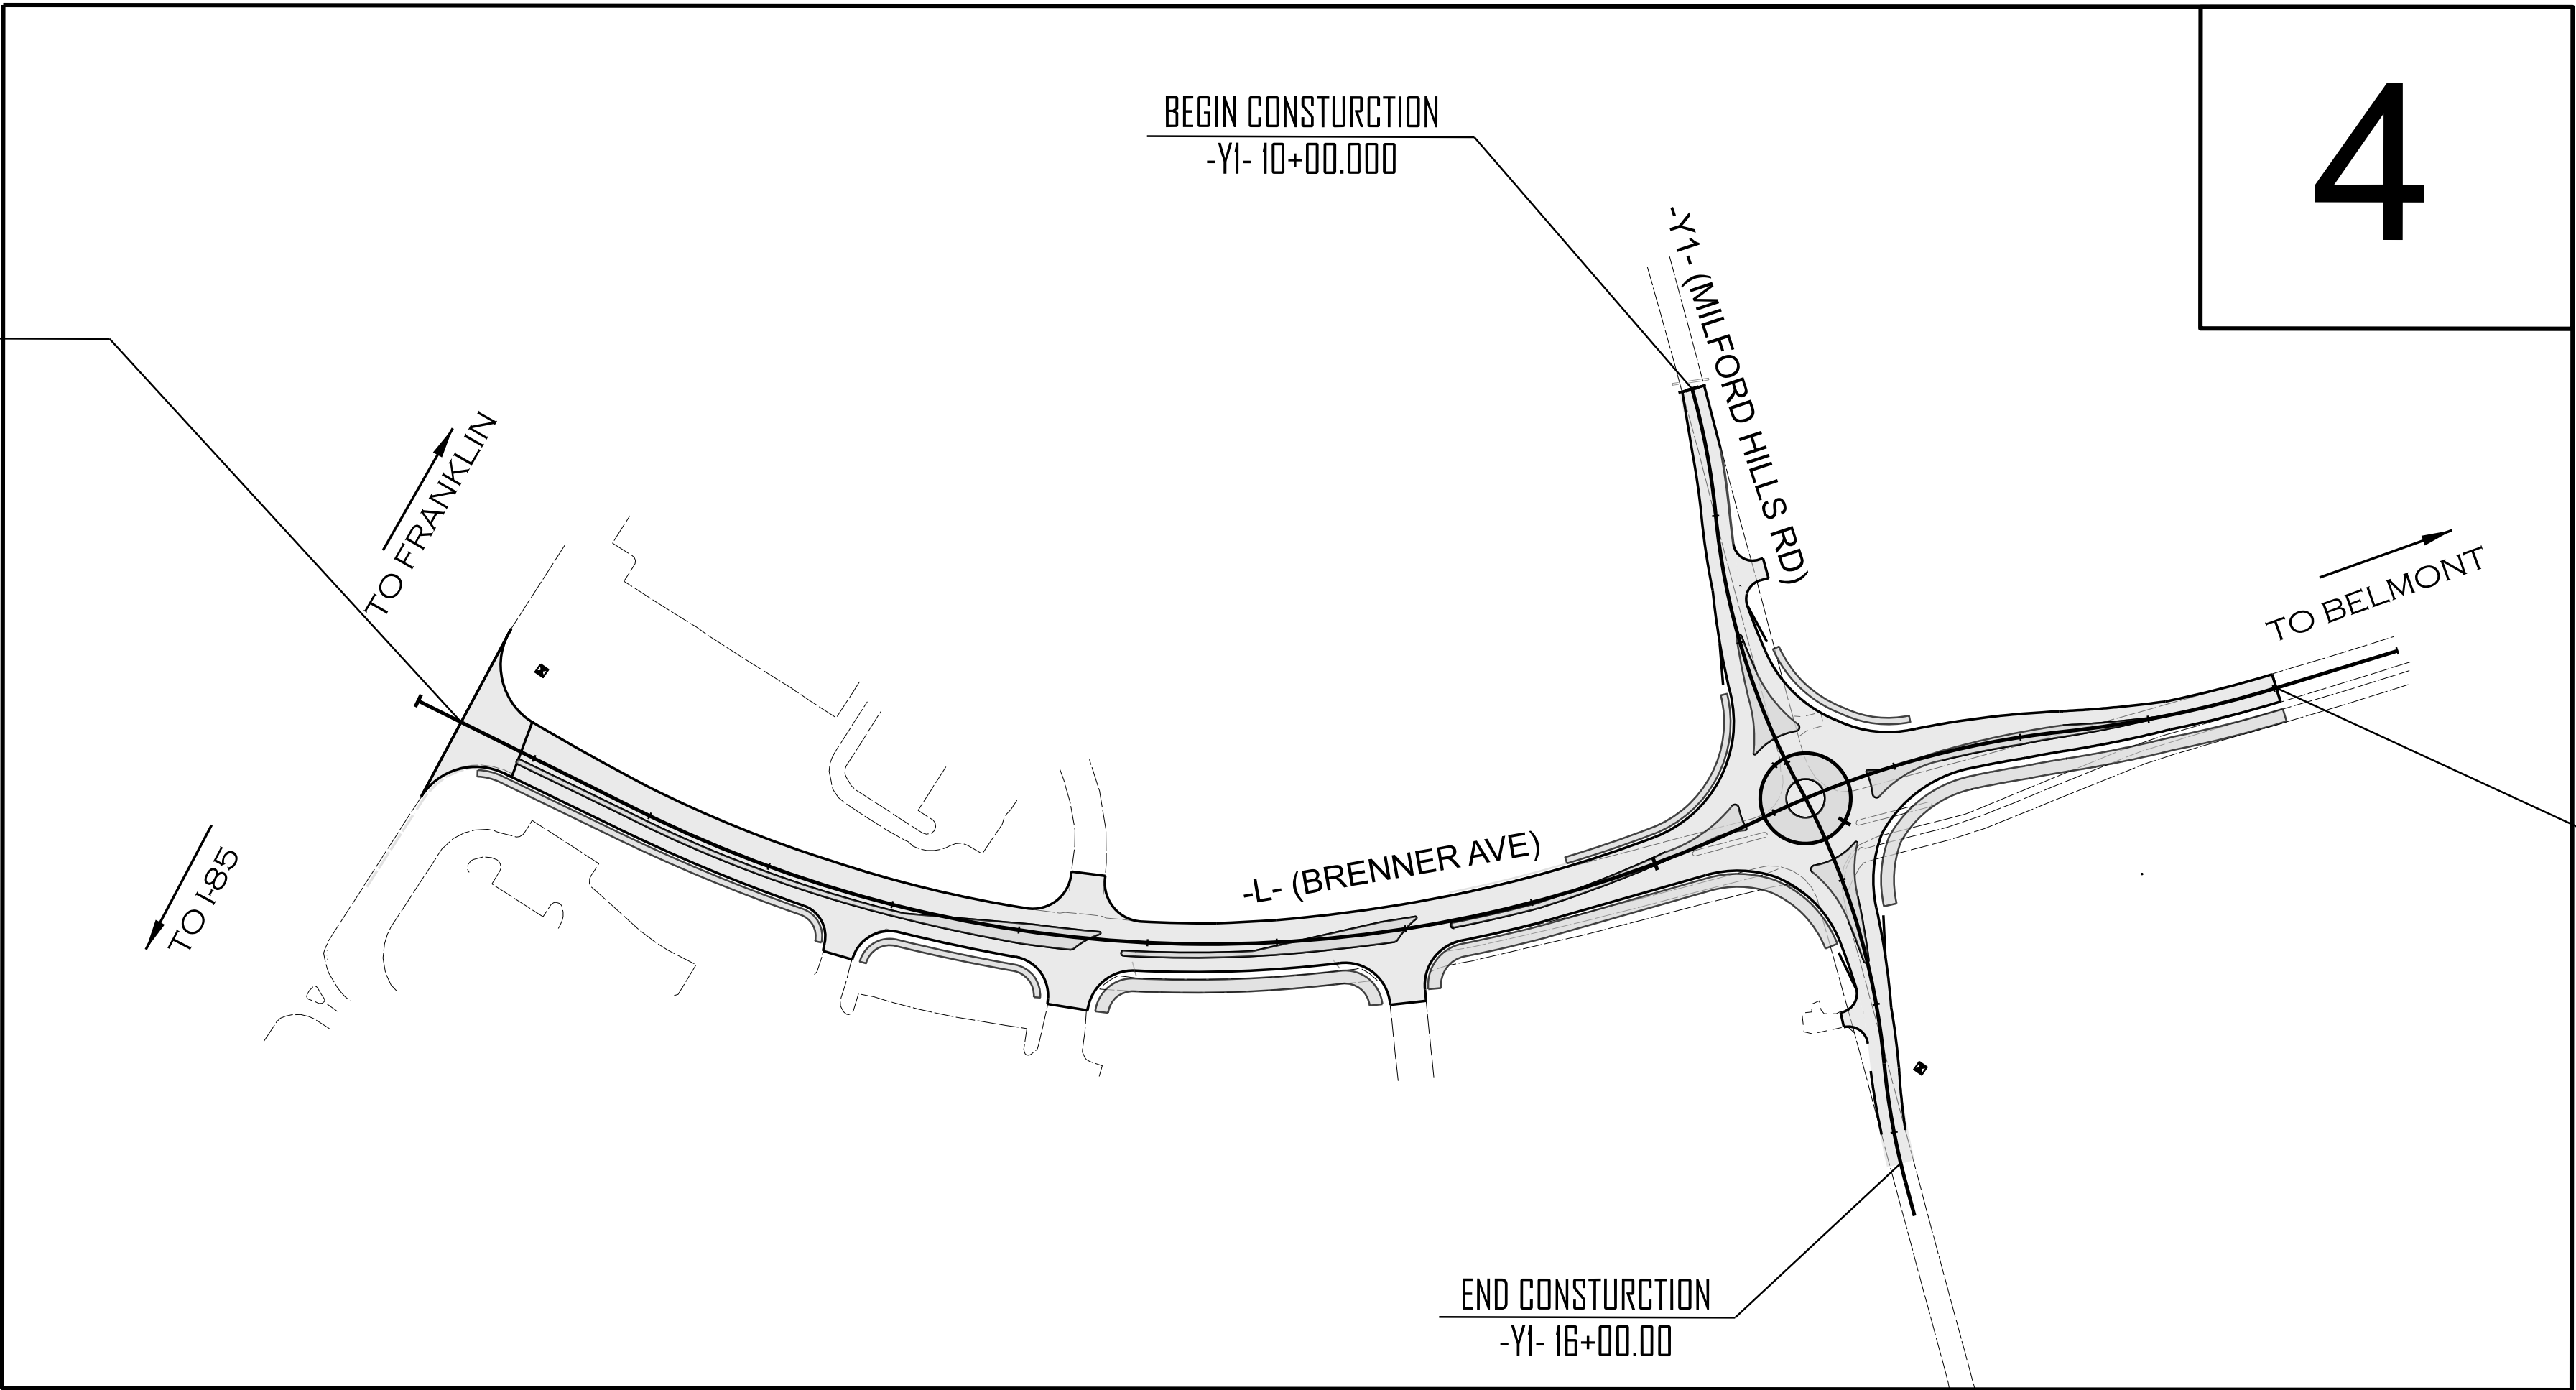 4
BEGIN CONSTURCTION
-Y1- 10+00.000
-Y1- (MILFORD HILLS RD)
TO FRANKLIN
TO BELMONT
TO I-85
-L- (BRENNER AVE)
END CONSTURCTION
-Y1- 16+00.00